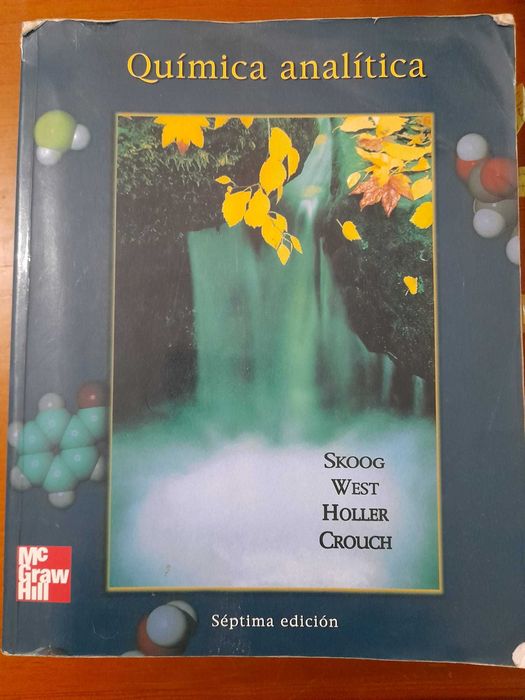 Química analítica
SKOOG
WEST
HOLLER
CROUCH
Mc
Graw
Hill
Séptima edición